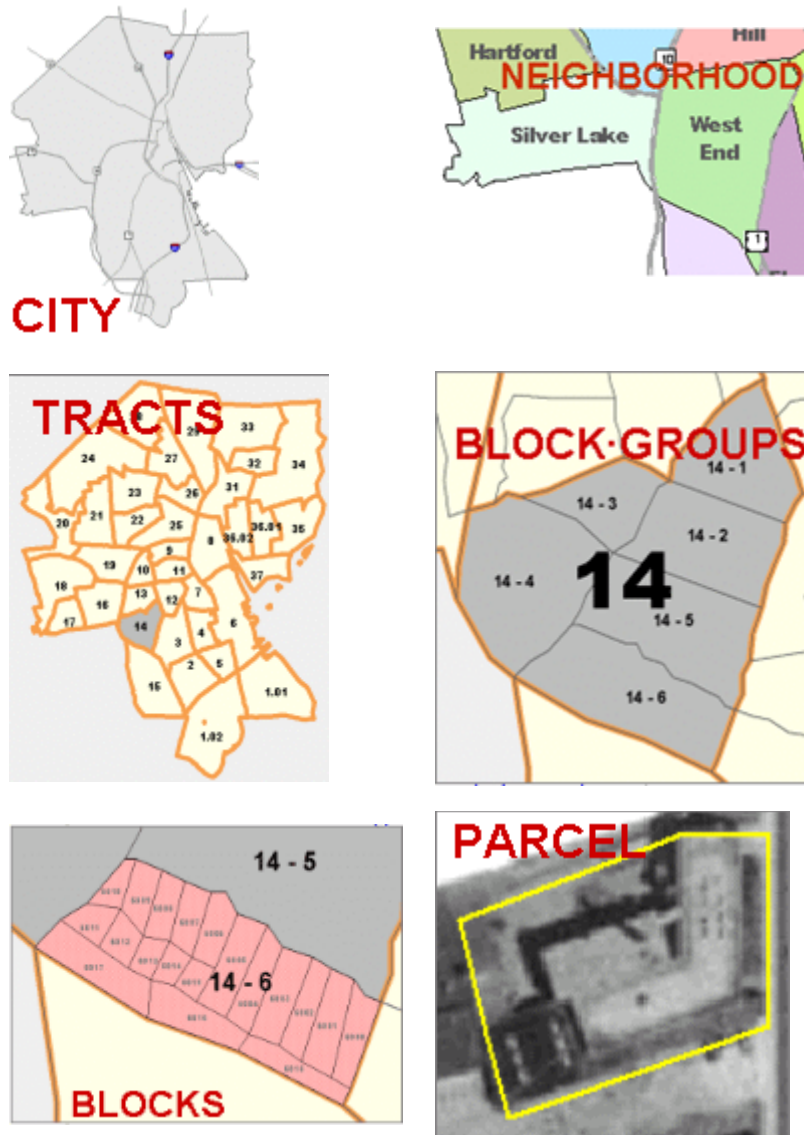 CITY
Hartford
Hill
10
NEIGHBORHOOD
Silver Lake
West
End
1
TRACTS
33
24
27
32
34
23
26
31
20
21
22
25
8
36.02
36.01
35
9
19
10
11
37
18
16
13
12
7
17
14
3
4
6
2
5
15
1.01
1.02
BLOCK·GROUPS
14 - 1
14 - 3
14 - 2
14 - 4
14
14 - 5
14 - 6
14 - 5
14 - 6
BLOCKS
PARCEL